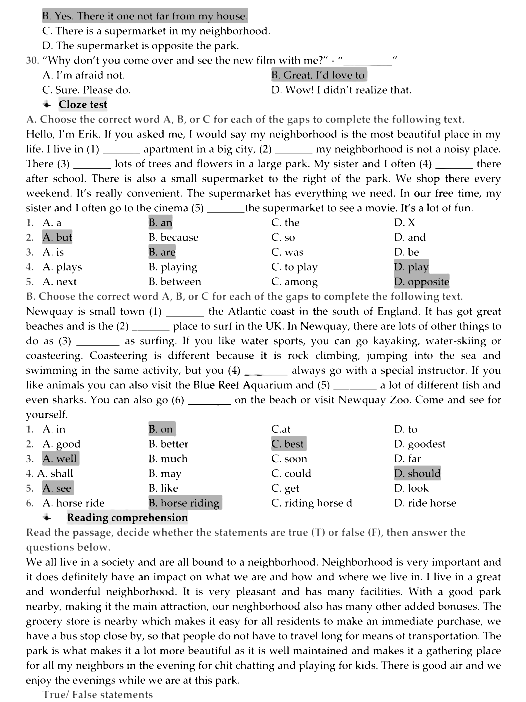 B. Yes. There it one not far from my house
C. There is a supermarket in my neighborhood.
D. The supermarket is opposite the park.
30. "Why don't you come over and see the new film with me?" - "________"
A. I'm afraid not. B. Great, I'd love to
C. Sure. Please do. D. Wow! I didn't realize that.
Cloze test
A. Choose the correct word A, B, or C for each of the gaps to complete the following text.
Hello, I'm Erik. If you asked me, I would say my neighborhood is the most beautiful place in my
life. I live in (1) ______ apartment in a big city, (2) ______ my neighborhood is not a noisy place.
There (3) ______ lots of trees and flowers in a large park. My sister and I often (4) ______ there
after school. There is also a small supermarket to the right of the park. We shop there every
weekend. It's really convenient. The supermarket has everything we need. In our free time, my
sister and I often go to the cinema (5) ______the supermarket to see a movie. It's a lot of fun.
1. A. a B. an C. the D. X
2. A. but B. because C. so D. and
3. A. is B. are C. was D. be
4. A. plays B. playing C. to play D. play
5. A. next B. between C. among D. opposite
B. Choose the correct word A, B, or C for each of the gaps to complete the following text.
Newquay is small town (1) ______ the Atlantic coast in the south of England. It has got great
beaches and is the (2) ______ place to surf in the UK. In Newquay, there are lots of other things to
do as (3) ______ as surfing. If you like water sports, you can go kayaking, water-skiing or
coasteering. Coasteering is different because it is rock climbing, jumping into the sea and
swimming in the same activity, but you (4) ______ always go with a special instructor. If you
like animals you can also visit the Blue Reef Aquarium and (5) ______ a lot of different fish and
even sharks. You can also go (6) ______ on the beach or visit Newquay Zoo. Come and see for
yourself.
1. A. in B. on C.at D. to
2. A. good B. better C. best D. goodest
3. A. well B. much C. soon D. far
4. A. shall B. may C. could D. should
5. A. see B. like C. get D. look
6. A. horse ride B. horse riding C. riding horse d D. ride horse
Reading comprehension
Read the passage, decide whether the statements are true (T) or false (F), then answer the
questions below.
We all live in a society and are all bound to a neighborhood. Neighborhood is very important and
it does definitely have an impact on what we are and how and where we live in. I live in a great
and wonderful neighborhood. It is very pleasant and has many facilities. With a good park
nearby, making it the main attraction, our neghborhood also has many other added bonuses. The
grocery store is nearby which makes it easy for all residents to make an immediate purchase, we
have a bus stop close by, so that people do not have to travel long for means of transportation. The
park is what makes it a lot more beautiful as it is well maintained and makes it a gathering place
for all my neighbors in the evening for chit chatting and playing for kids. There is good air and we
enjoy the evenings while we are at this park.
True/ False statements